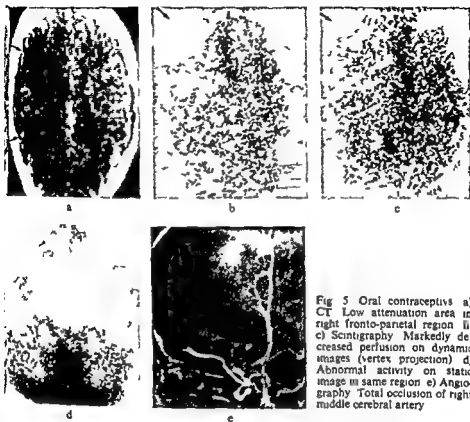 a
b
c
d
e
Fig 5 Oral contraceptivs a)
CT Low attenuation area in
right fronto-parietal region
c) Scintigraphy Markedly de
creased perfusion on dynamic
images (vertex projection) d)
Abnormal activity on static
image in same region e) Angio
graphy Total occlusion of right
middle cerebral artery